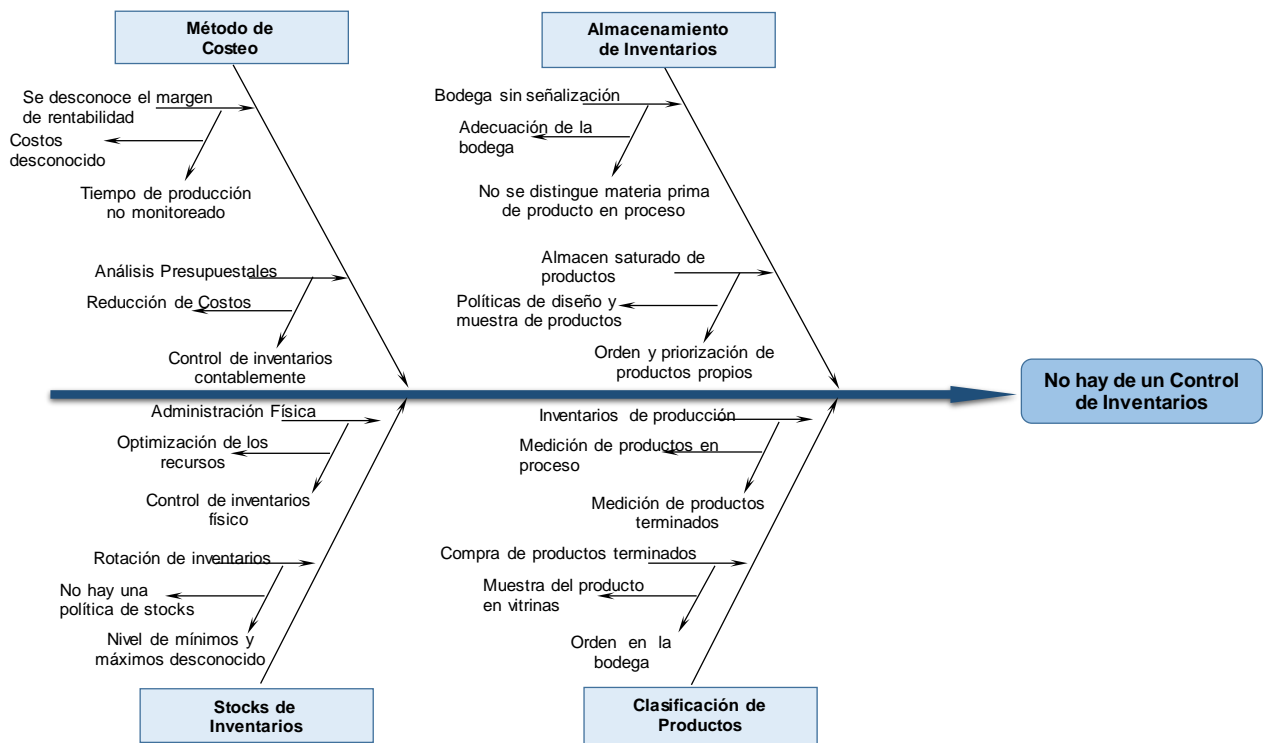 Método de
Costeo
Almacenamiento
de Inventarios
Se desconoce el margen
de rentabilidad
Costos
desconocido
Tiempo de producción
no monitoreado
Análisis Presupuestales
Reducción de Costos
Control de inventarios
contablemente
Bodega sin señalización
Adecuación de la
bodega
No se distingue materia prima
de producto en proceso
Almacen saturado de
productos
Políticas de diseño y
muestra de productos
Orden y priorización de
productos propios
No hay de un Control
de Inventarios
Administración Física
Optimización de los
recursos
Control de inventarios
físico
Rotación de inventarios
No hay una
política de stocks
Nivel de mínimos y
máximos desconocido
Inventarios de producción
Medición de productos en
proceso
Medición de productos
terminados
Compra de productos terminados
Muestra del producto
en vitrinas
Orden en la
bodega
Stocks de
Inventarios
Clasificación de
Productos